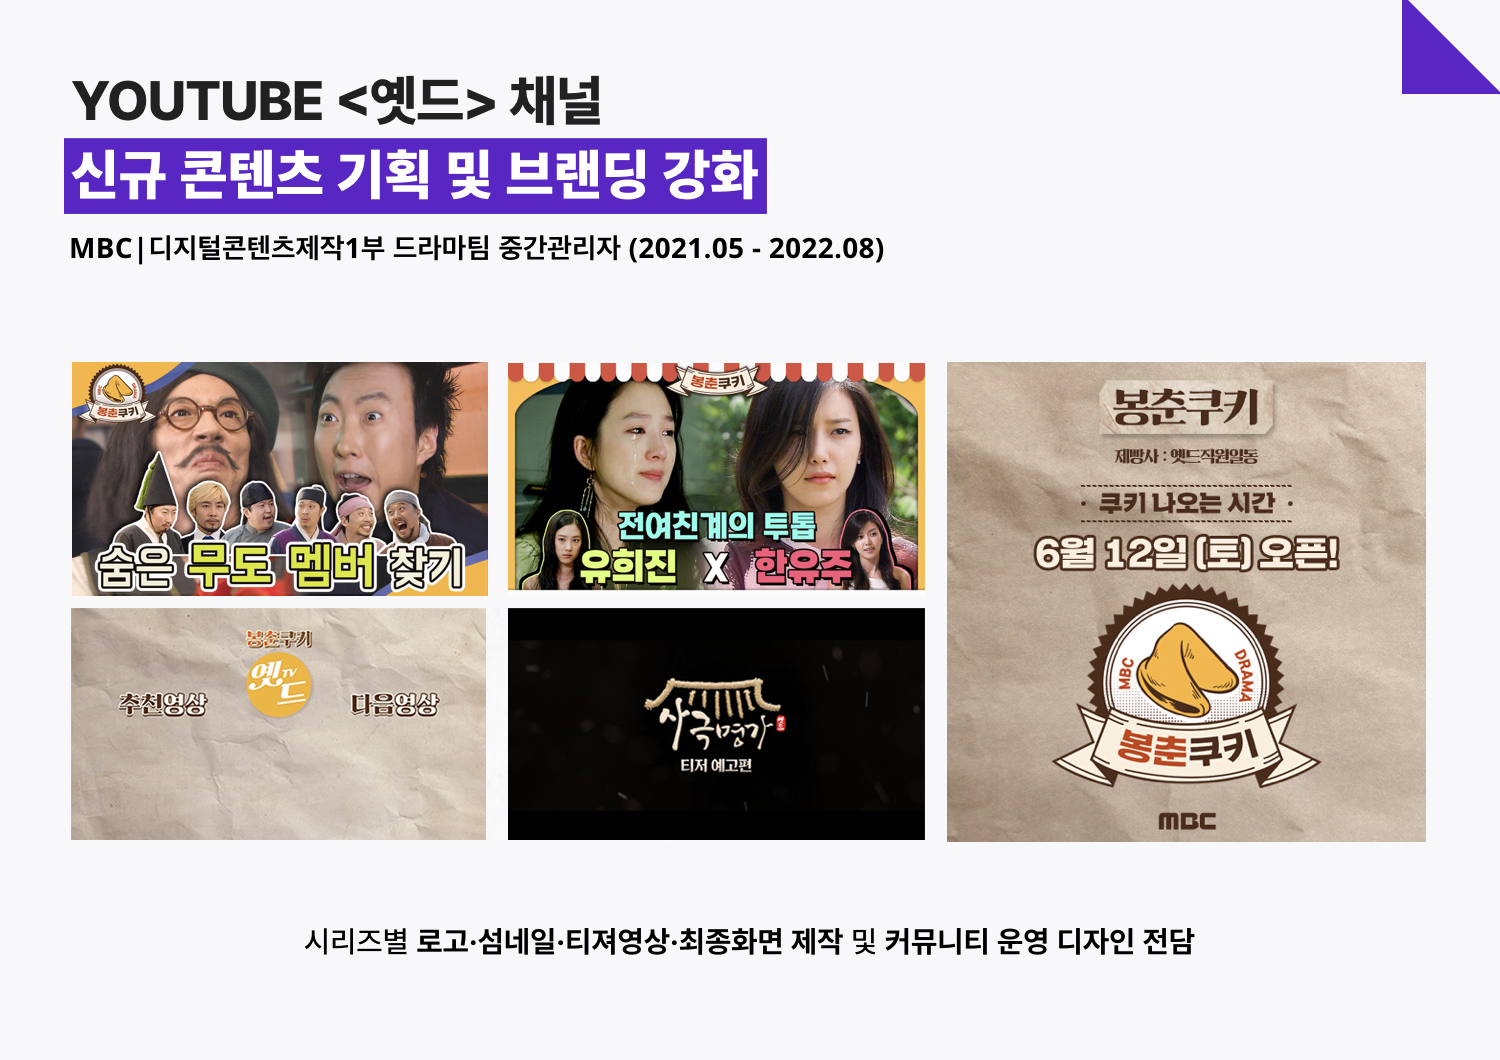 YOUTUBE <옛드> 채널
신규 콘텐츠 기획 및 브랜딩 강화
MBC|디지털콘텐츠제작1부 드라마팀 중간관리자 (2021.05 - 2022.08)
봉춘쿠키
숨은 무도 멤버 찾기
봉춘쿠키
전여친계의 투톱
유희진 X 한유주
봉춘쿠키
제빵사 : 옛드직원일동
· 쿠키 나오는 시간 ·
6월 12일 (토) 오픈!
MBC DRAMA
봉춘쿠키
MBC
봉춘쿠키
옛드 TV
추천영상
다음영상
사극명가
티저 예고편
시리즈별 로고·섬네일·티져영상·최종화면 제작 및 커뮤니티 운영 디자인 전담